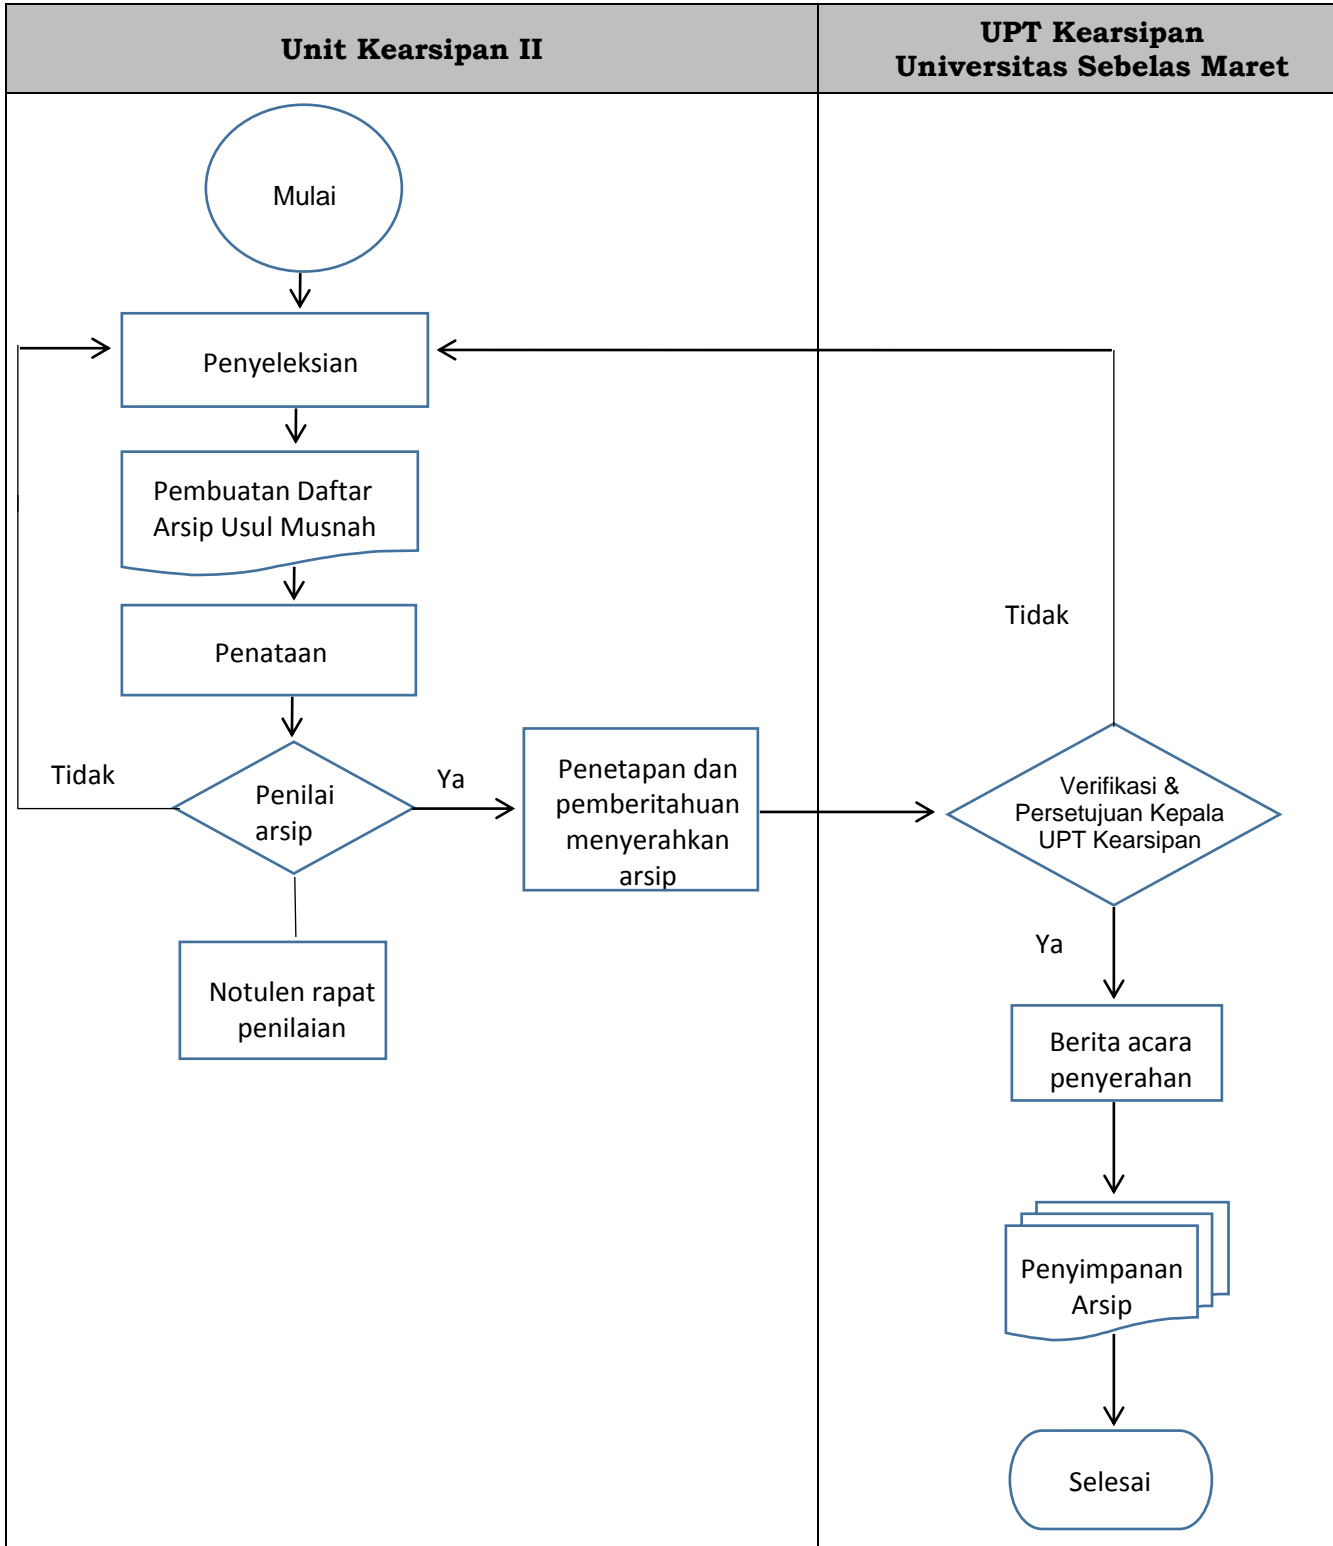 Unit Kearsipan II
UPT Kearsipan
Universitas Sebelas Maret
Mulai
Penyeleksian
Pembuatan Daftar
Arsip Usul Musnah
Penataan
Tidak
Penilai
arsip
Ya
Penetapan dan
pemberitahuan
menyerahkan
arsip
Notulen rapat
penilaian
Tidak
Verifikasi &
Persetujuan Kepala
UPT Kearsipan
Ya
Berita acara
penyerahan
Penyimpanan
Arsip
Selesai